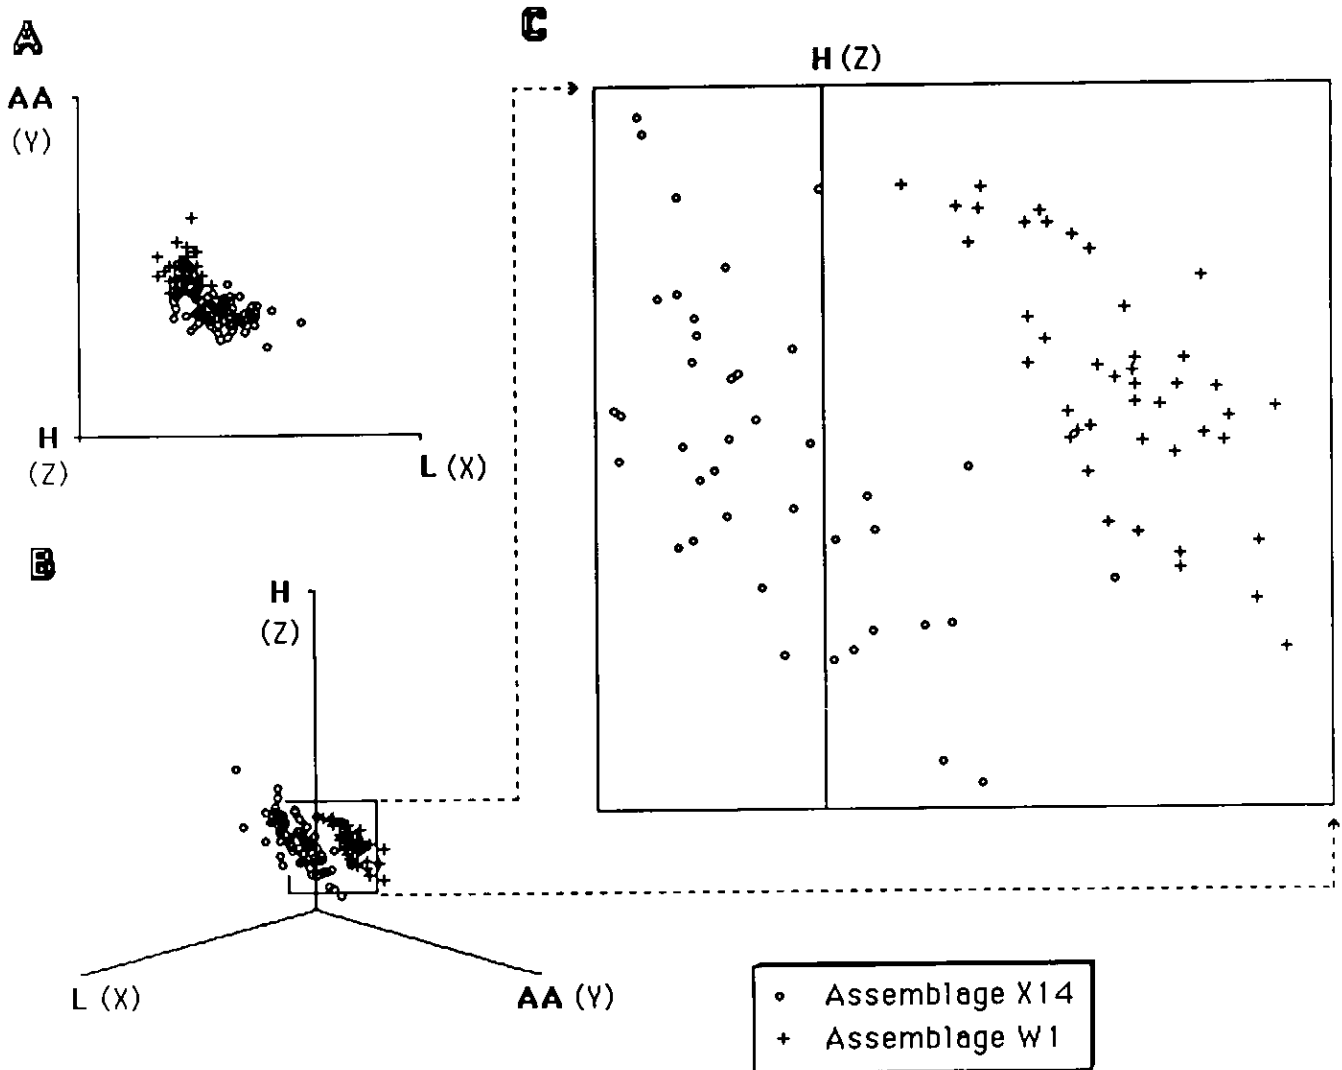 A
AA
(Y)
H
(Z)
L (X)
B
H
(Z)
L (X)
AA (Y)
C
H (Z)
Assemblage X14
Assemblage W1